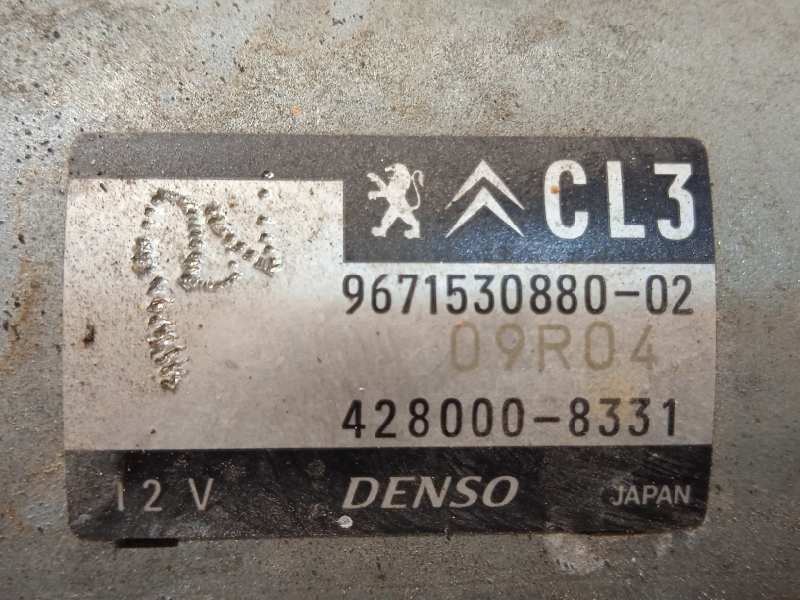 CL3
9671530880-02
09R04
428000-8331
12V DENSO JAPAN